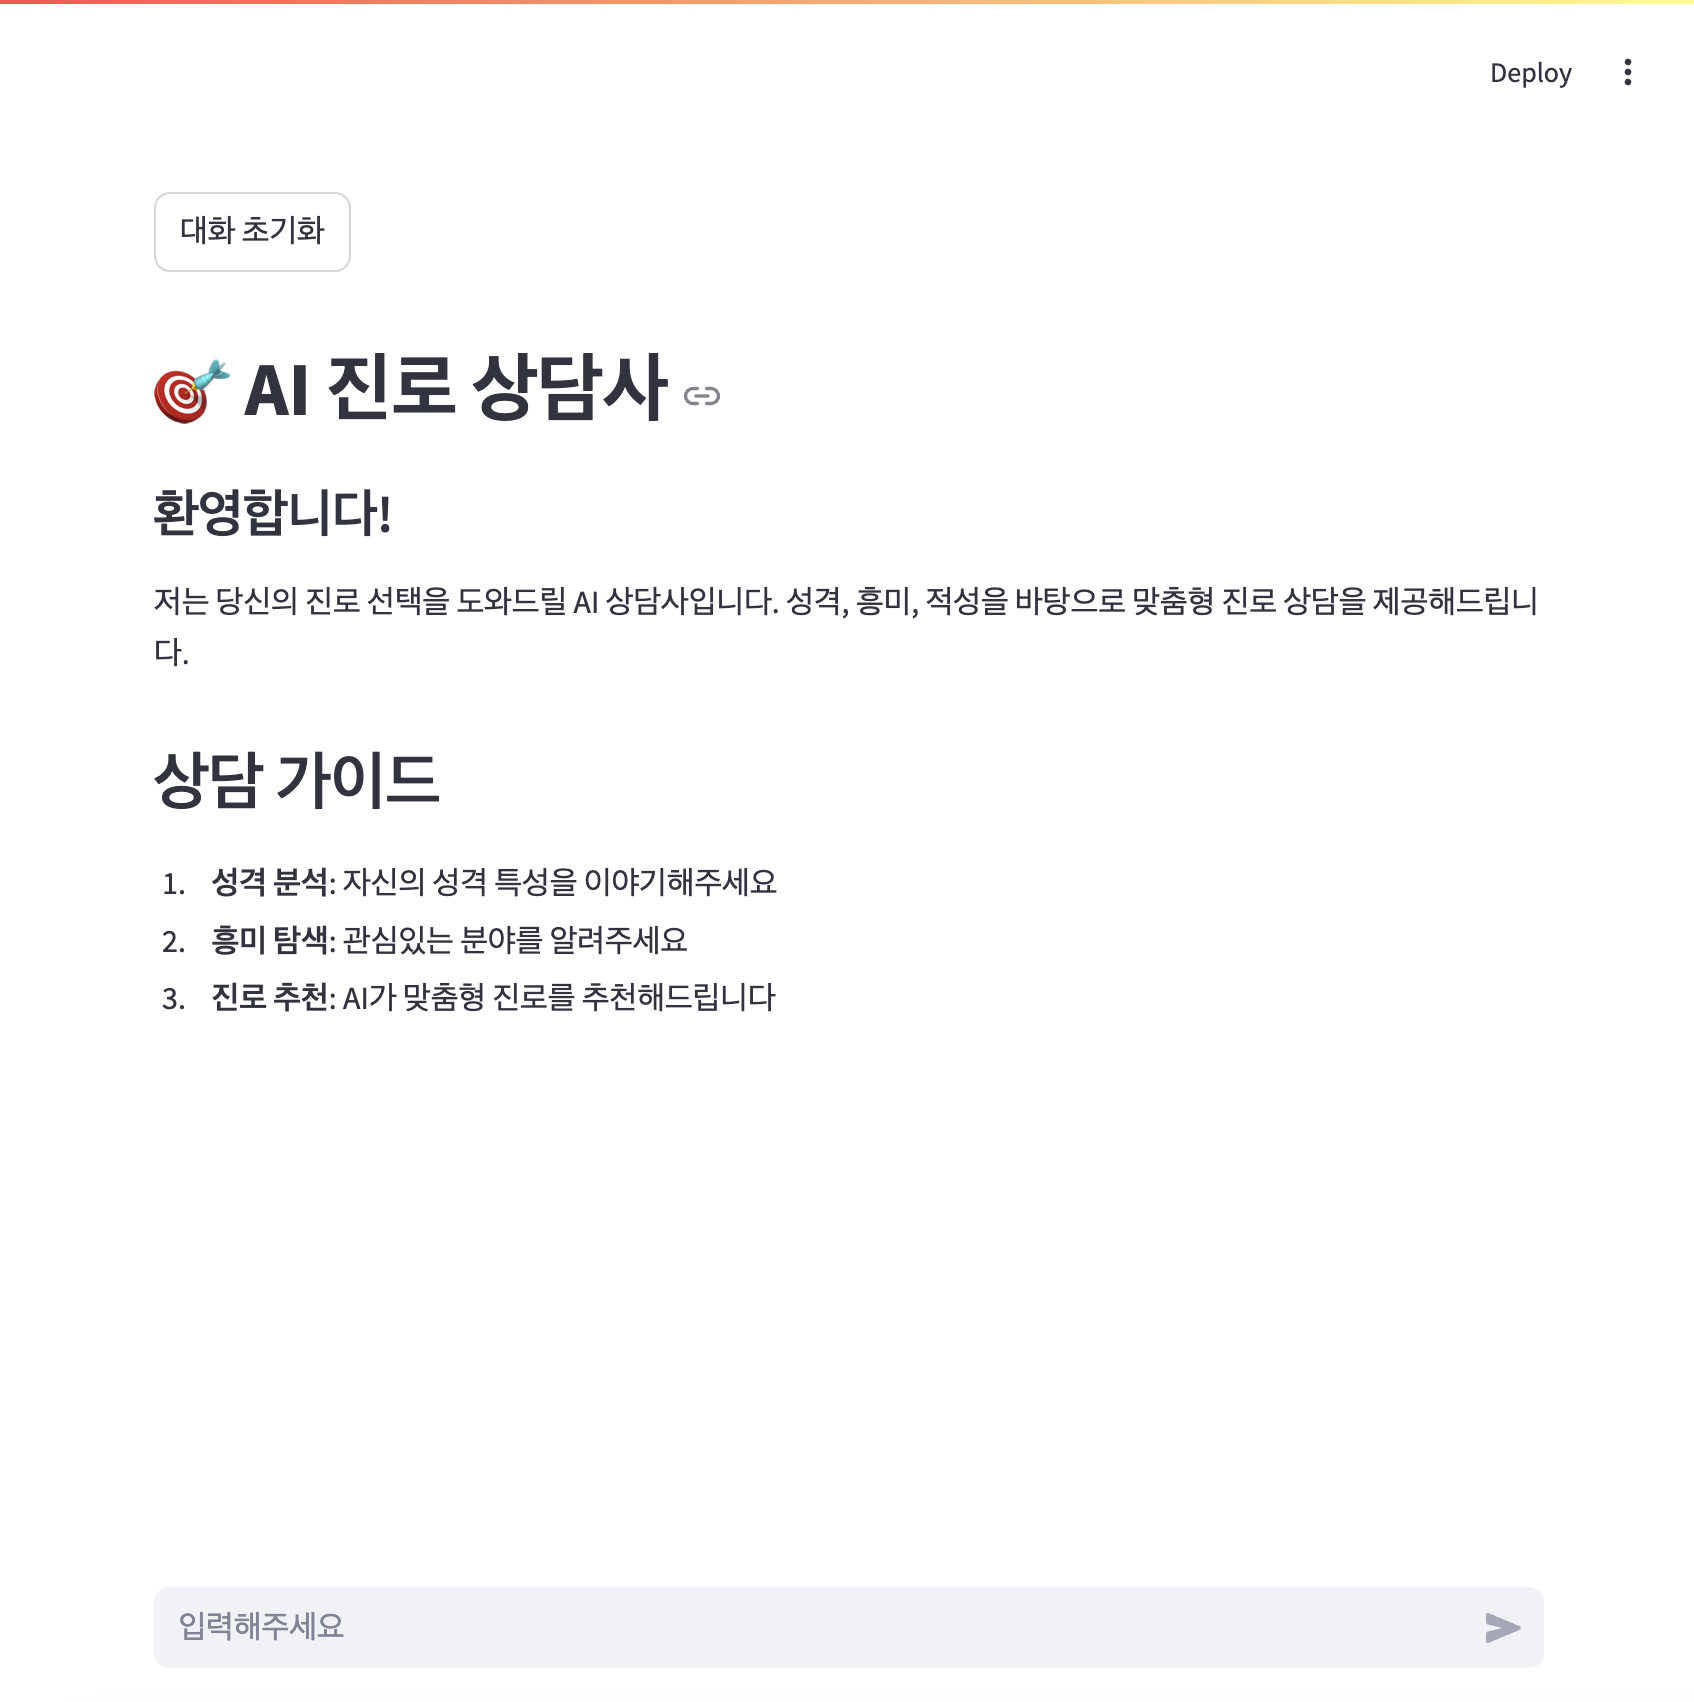 Deploy
대화 초기화
🎯 AI 진로 상담사
환영합니다!
저는 당신의 진로 선택을 도와드릴 AI 상담사입니다. 성격, 흥미, 적성을 바탕으로 맞춤형 진로 상담을 제공해드립니
다.
상담 가이드
1. 성격 분석: 자신의 성격 특성을 이야기해주세요
2. 흥미 탐색: 관심있는 분야를 알려주세요
3. 진로 추천: AI가 맞춤형 진로를 추천해드립니다
입력해주세요